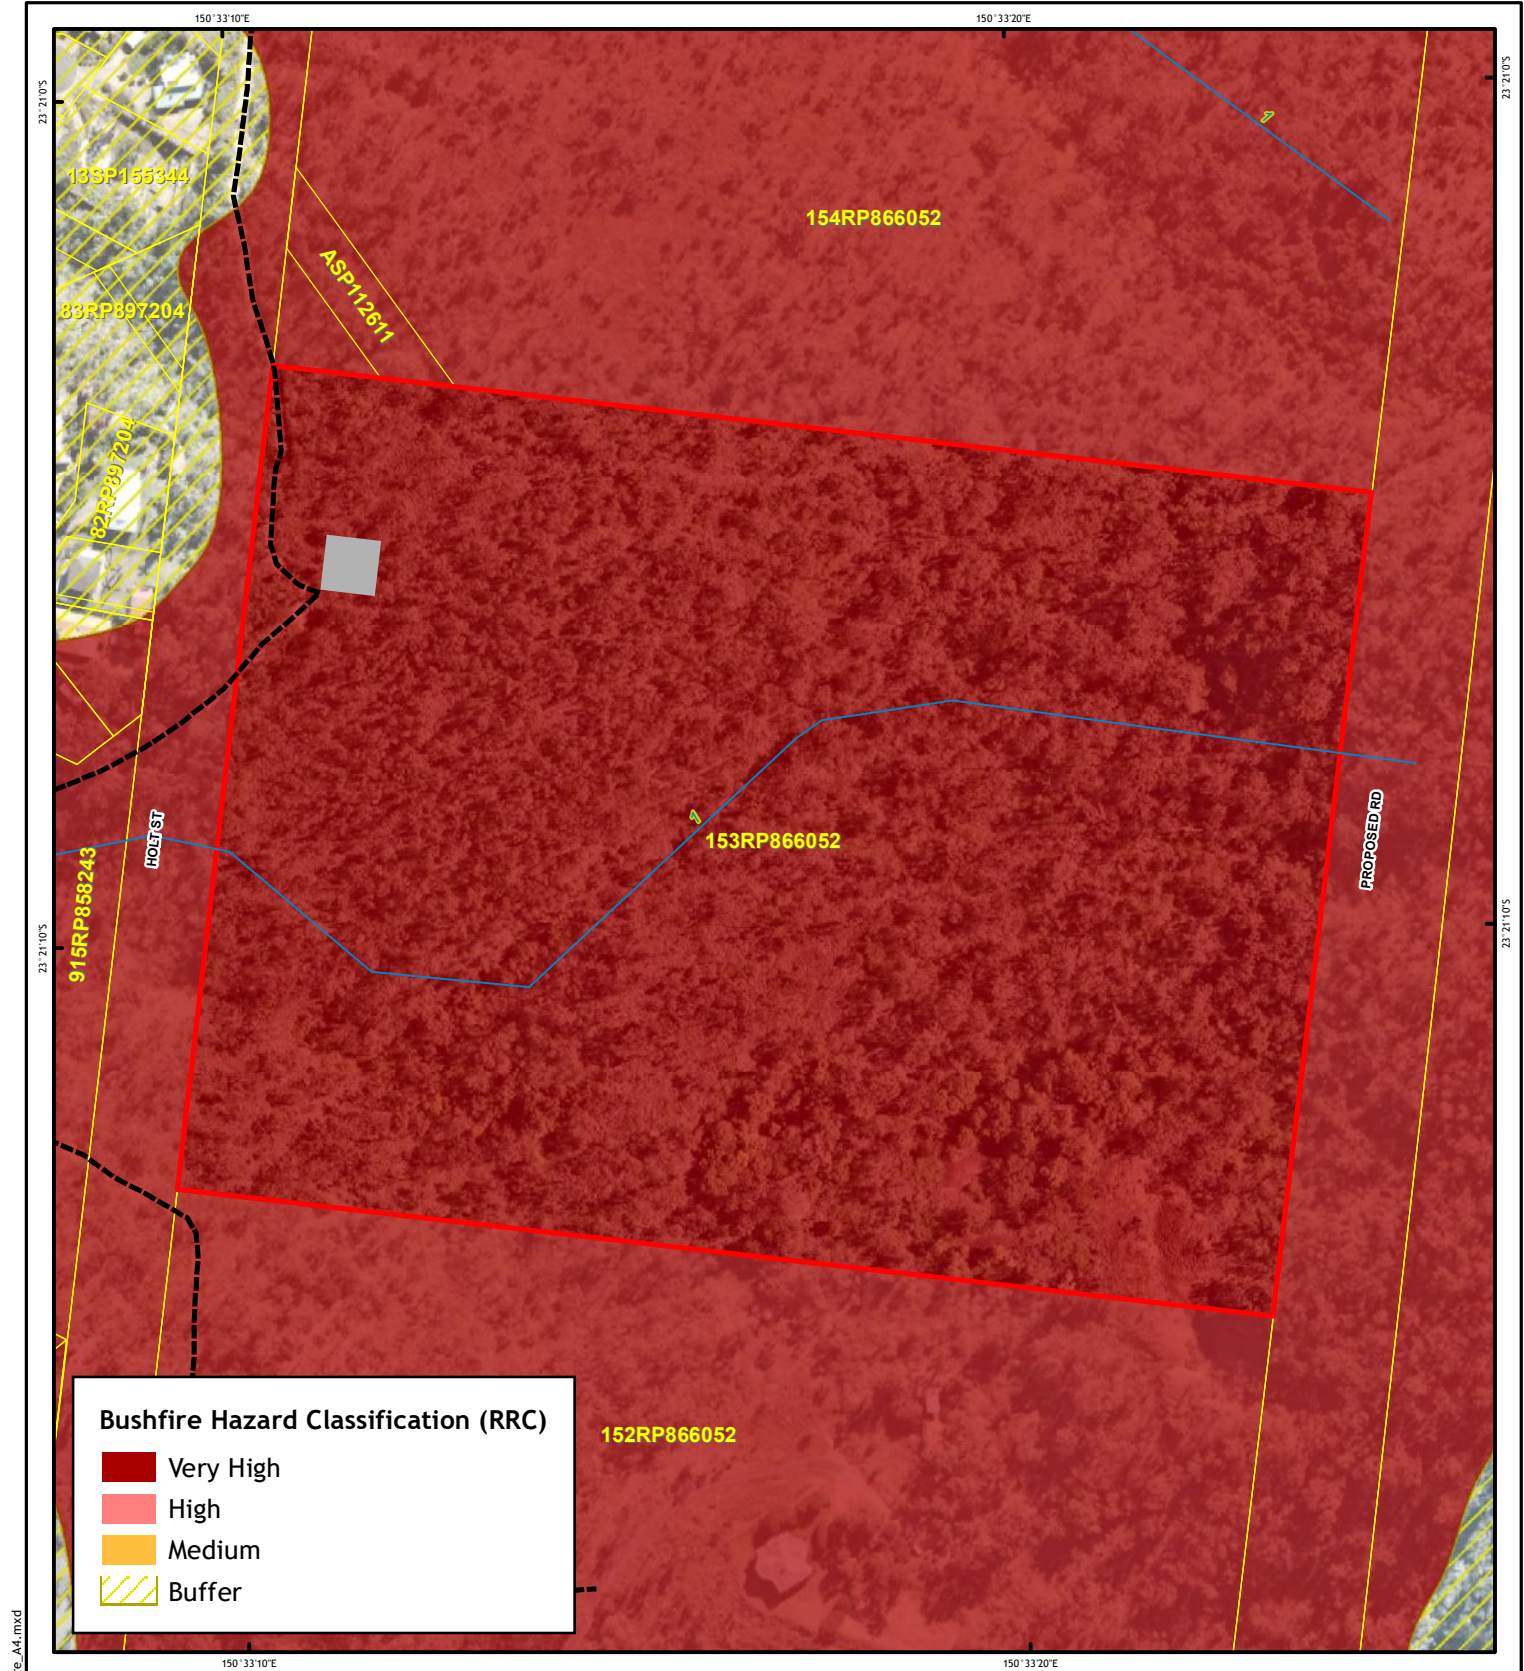 150°33'10"E
150°33'20"E
23°21'0"S
23°21'0"S
1
13SP155344
154RP866052
ASP112611
83RP897204
82RP897204
1
153RP866052
HOLT ST
PROPOSED RD
915RP858243
23°21'10"S
23°21'10"S
152RP866052
Bushfire Hazard Classification (RRC)
Very High
High
Medium
Buffer
e_A4.mxd
150°33'10"E
150°33'20"E